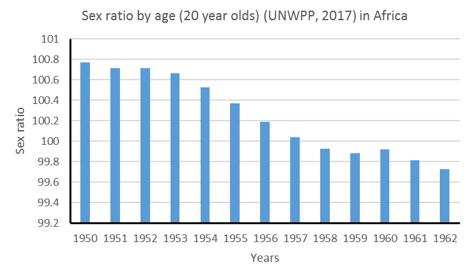 Sex ratio by age (20 year olds) (UNWPP, 2017) in Africa
101
100.8
100.6
100.4
100.2
100
99.8
99.6
99.4
99.2
Sex ratio
1950 1951 1952 1953 1954 1955 1956 1957 1958 1959 1960 1961 1962
Years